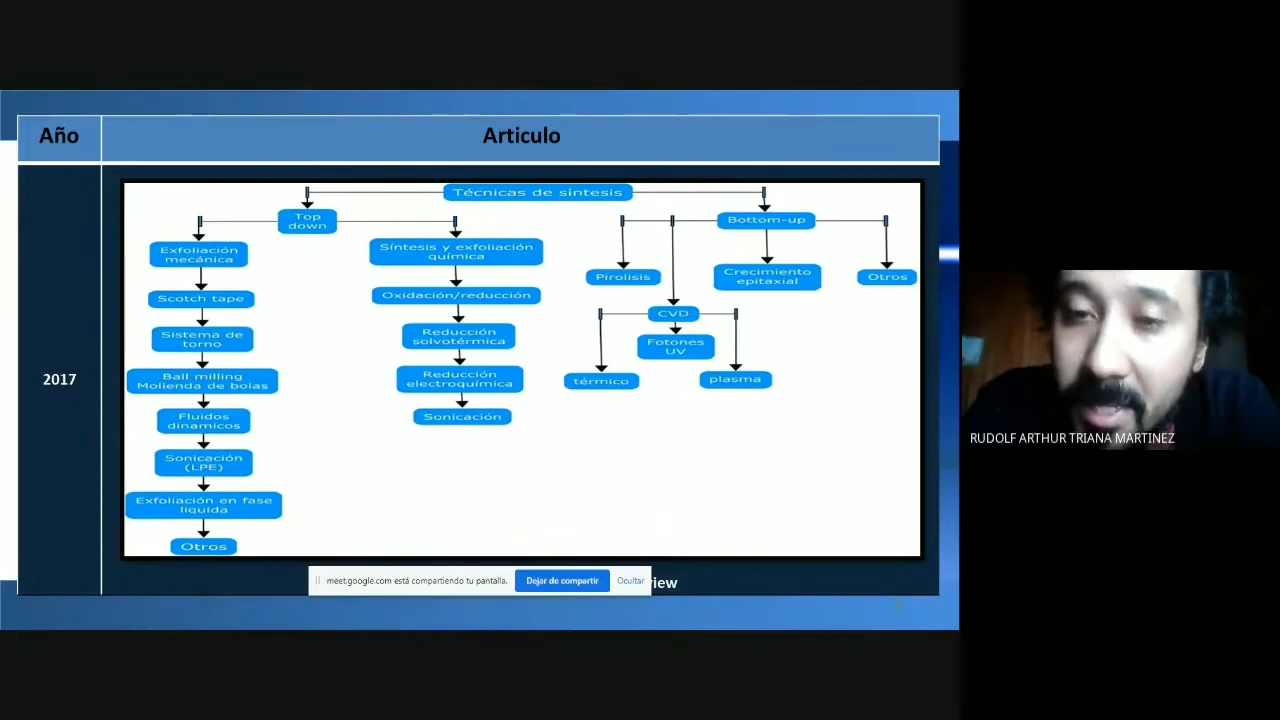 Año
Articulo
2017
Técnicas de síntesis
Top
down
Exfoliación
mecánica
Scotch tape
Sistema de
torno
Ball milling
Molienda de bolas
Fluidos
dinamicos
Sonicación
(LPE)
Exfoliación en fase
liquida
Otros
Síntesis y exfoliación
química
Oxidación/reducción
Reducción
solvotérmica
Reducción
electroquímica
Sonicación
Bottom-up
Pirolisis
Crecimiento
epitaxial
Otros
CVD
Fotones
UV
térmico
plasma
meet.google.com está compartiendo tu pantalla.
Dejar de compartir
Ocultar
RUDOLF ARTHUR TRIANA MARTINEZ